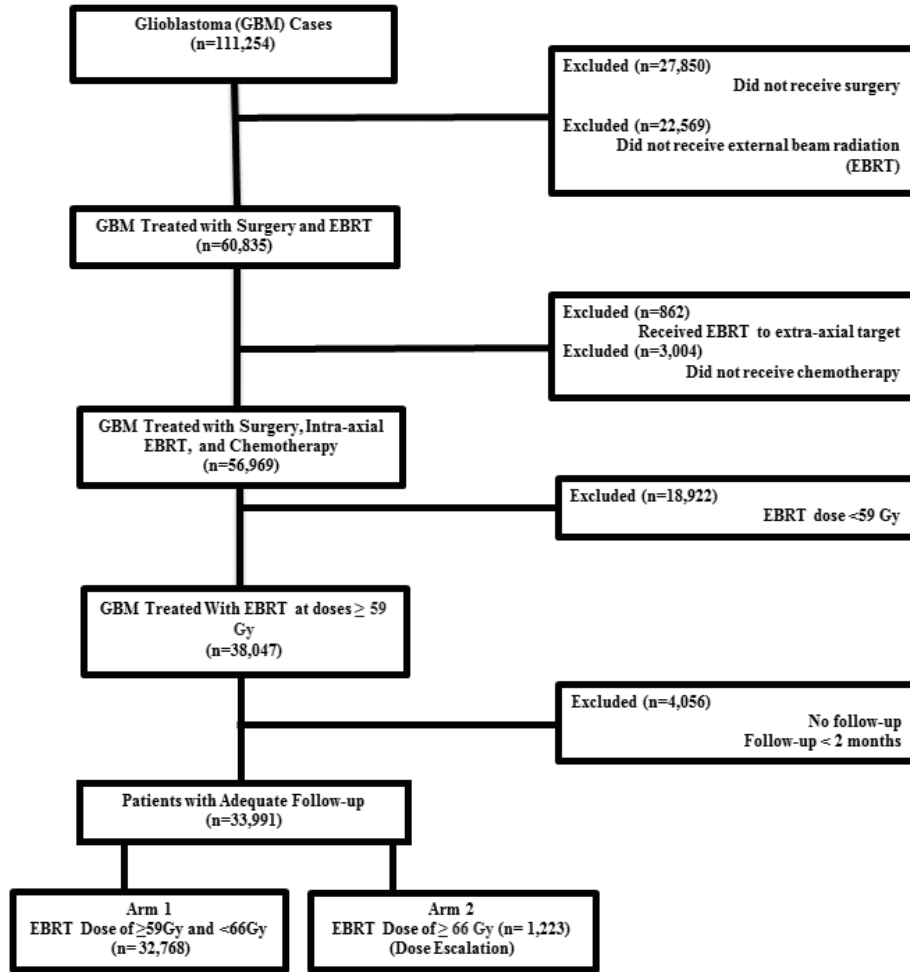 Glioblastoma (GBM) Cases
(n=111,254)
Excluded (n=27,850)
Did not receive surgery
Excluded (n=22,569)
Did not receive external beam radiation
(EBRT)
GBM Treated with Surgery and EBRT
(n=60,835)
Excluded (n=862)
Received EBRT to extra-axial target
Excluded (n=3,004)
Did not receive chemotherapy
GBM Treated with Surgery, Intra-axial
EBRT, and Chemotherapy
(n=56,969)
Excluded (n=18,922)
EBRT dose <59 Gy
GBM Treated With EBRT at doses ≥ 59
Gy
(n=38,047)
Excluded (n=4,056)
No follow-up
Follow-up < 2 months
Patients with Adequate Follow-up
(n=33,991)
Arm 1
EBRT Dose of ≥59Gy and <66Gy
(n= 32,768)
Arm 2
EBRT Dose of ≥ 66 Gy (n= 1,223)
(Dose Escalation)